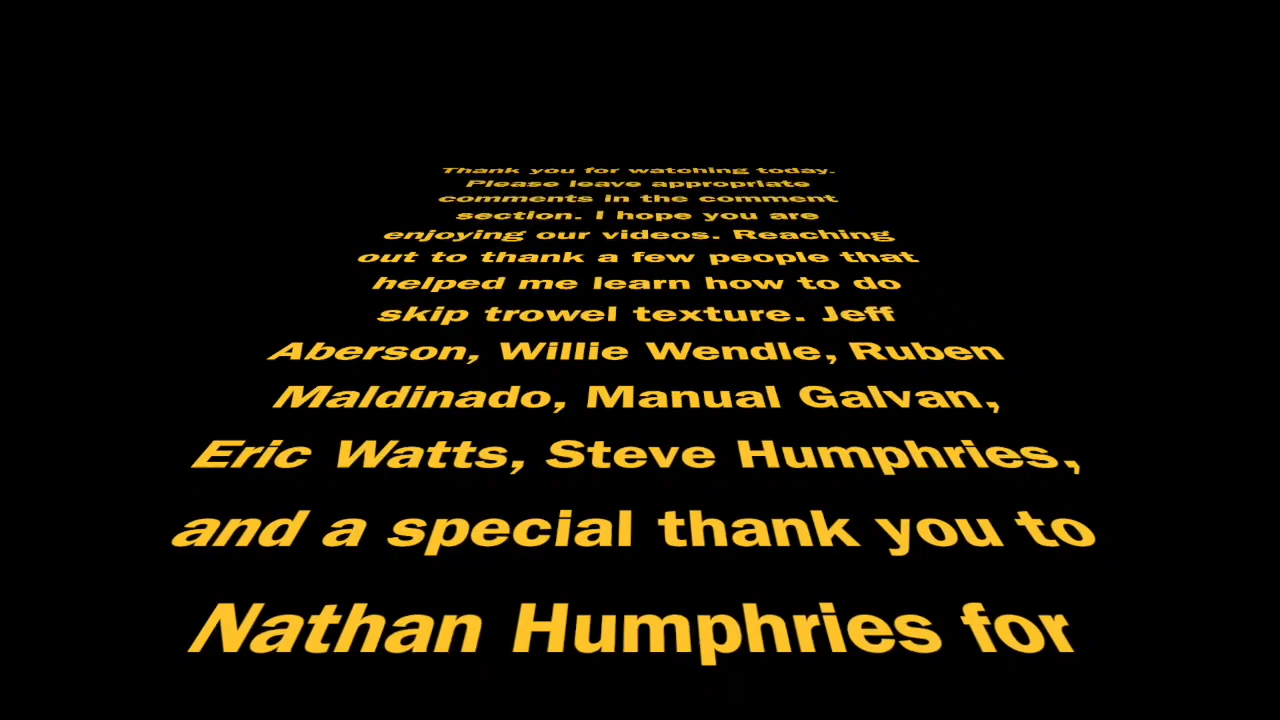 Thank you for watching today.
Please leave appropriate
comments in the comment
section. I hope you are
enjoying our videos. Reaching
out to thank a few people that
helped me learn how to do
skip trowel texture. Jeff
Aberson, Willie Wendle, Ruben
Maldinado, Manual Galvan,
Eric Watts, Steve Humphries,
and a special thank you to
Nathan Humphries for